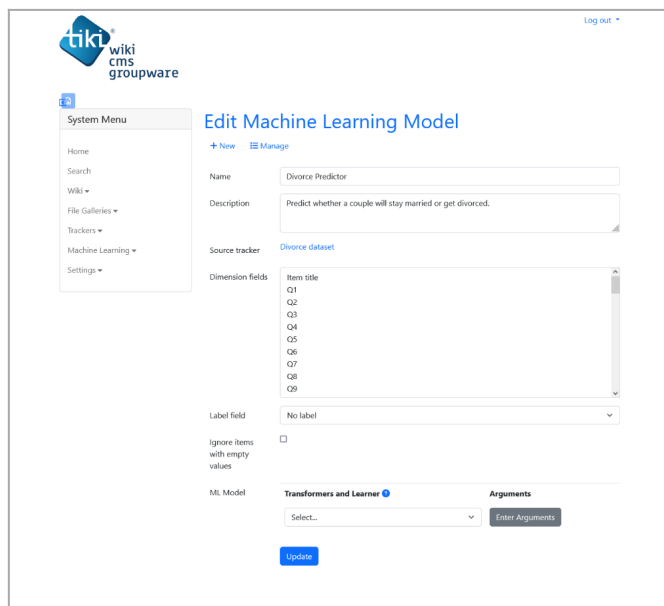 Log out
tiki®
wiki
cms
groupware
System Menu
Home
Search
Wiki
File Galleries
Trackers
Machine Learning
Settings
Edit Machine Learning Model
+ New Manage
Name Divorce Predictor
Description Predict whether a couple will stay married or get divorced.
Source tracker Divorce dataset
Dimension fields Item title
Q1
Q2
Q3
Q4
Q5
Q6
Q7
Q8
Q9
Label field No label
Ignore items
with empty
values
ML Model Transformers and Learner ? Arguments
Select... Enter Arguments
Update